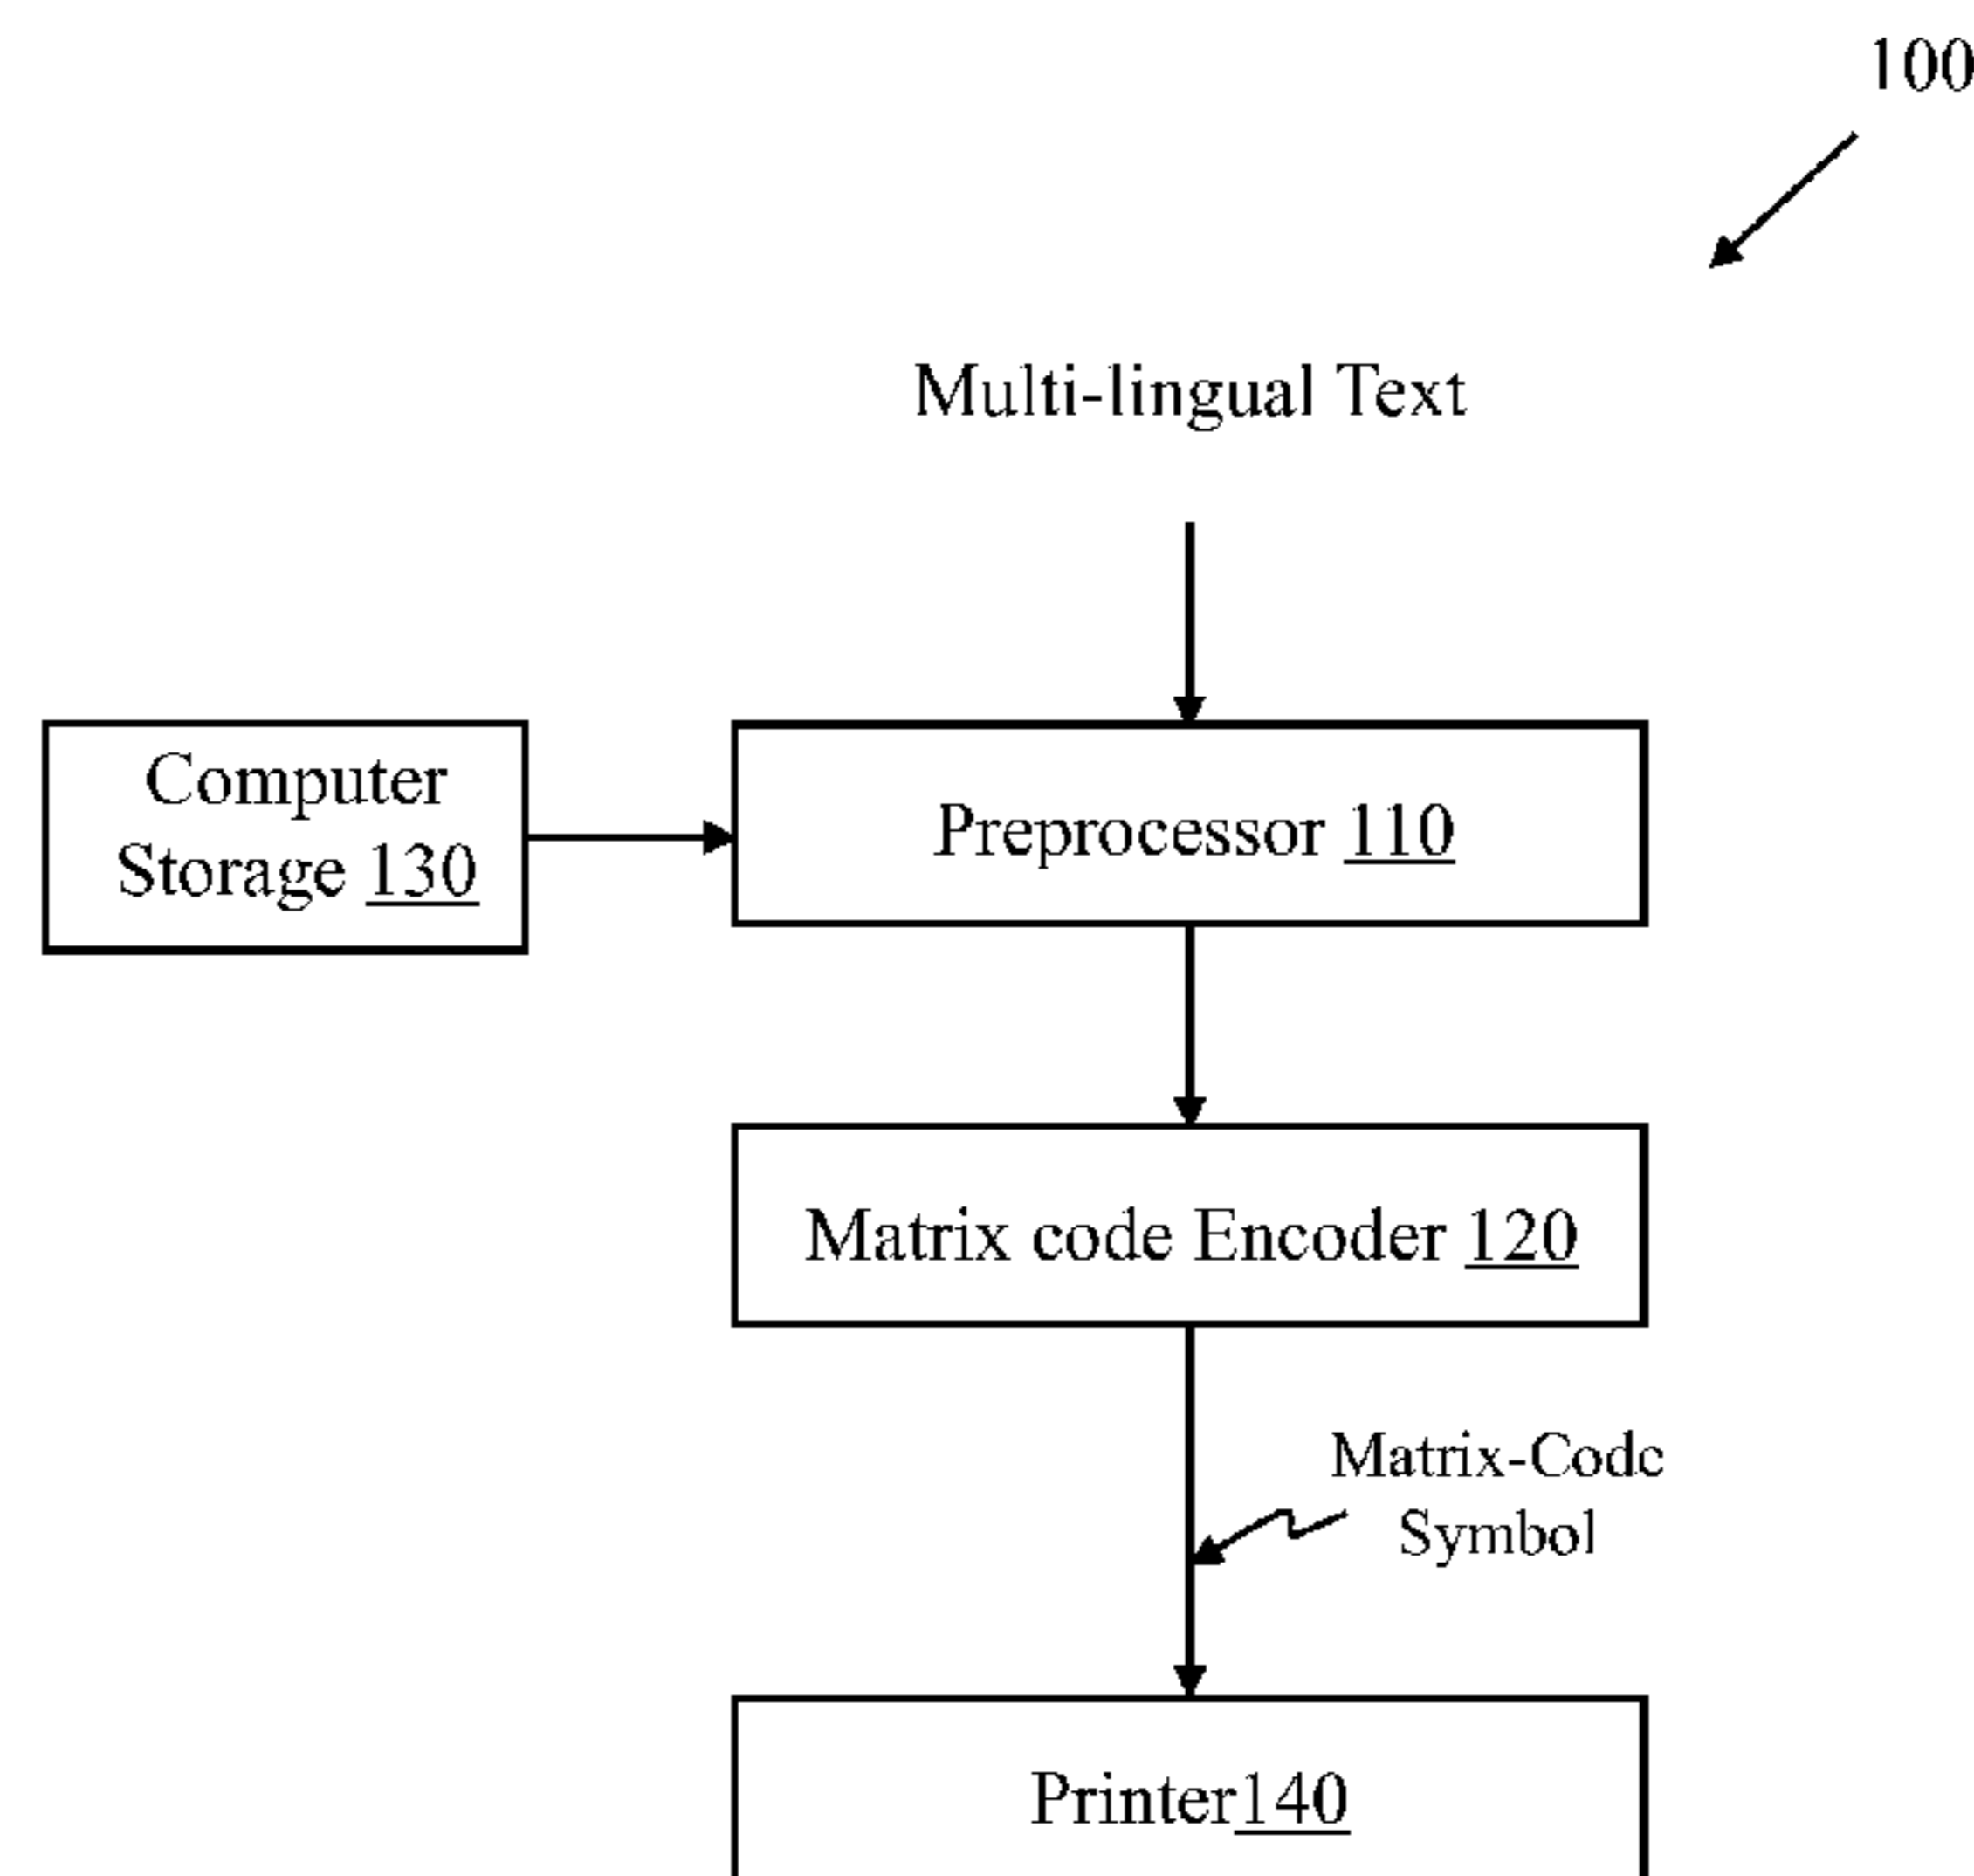 100
Multi-lingual Text
Computer
Storage 130
Preprocessor 110
Matrix code Encoder 120
Matrix-Code
Symbol
Printer140